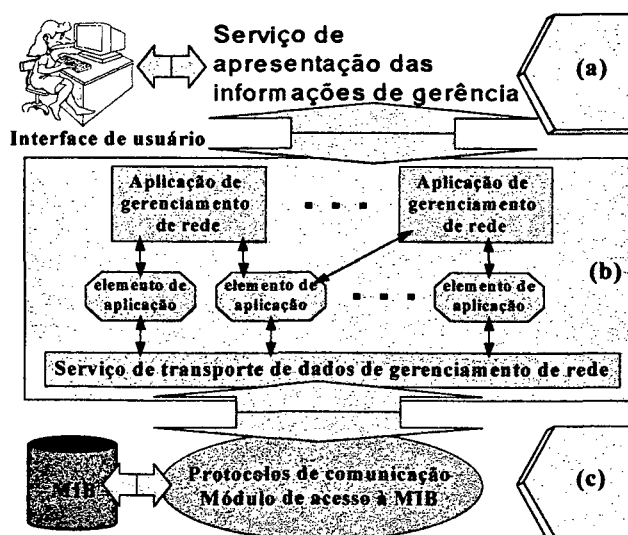 Serviço de
apresentação das
informações de gerência
(a)
Interface de usuário
Aplicação de
gerenciamento
de rede
Aplicação de
gerenciamento
de rede
(b)
elemento de
aplicação
elemento de
aplicação
elemento de
aplicação
Serviço de transporte de dados de gerenciamento de rede
MIB
Protocolos de comunicação
Módulo de acesso à MIB
(c)